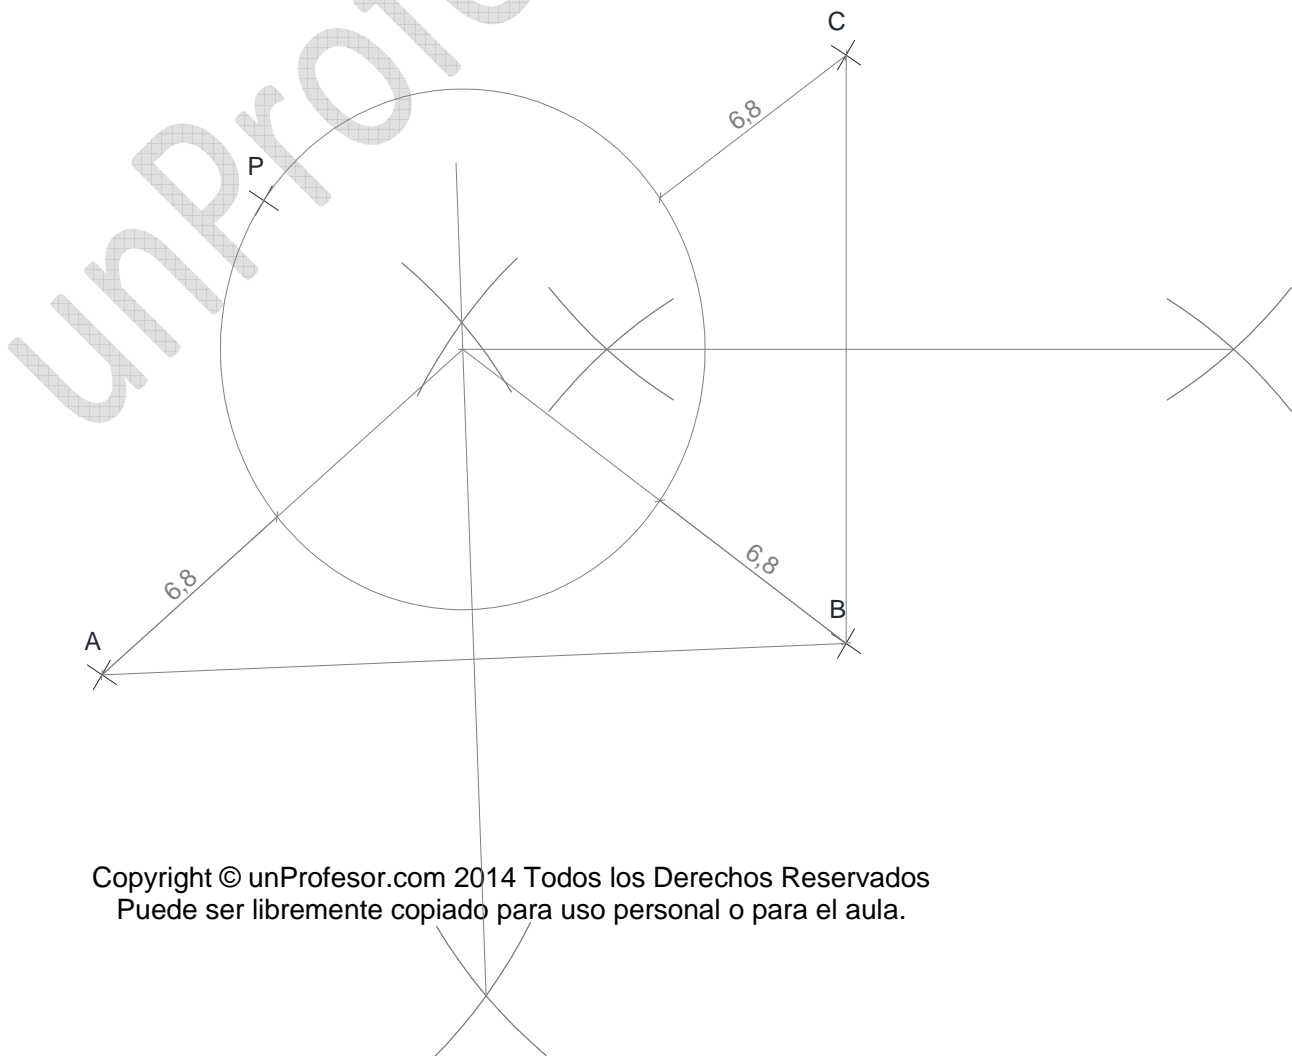 C
6,8
P
unProfe
6,8
6,8
B
A
Copyright © unProfesor.com 2014 Todos los Derechos Reservados
Puede ser libremente copiado para uso personal o para el aula.